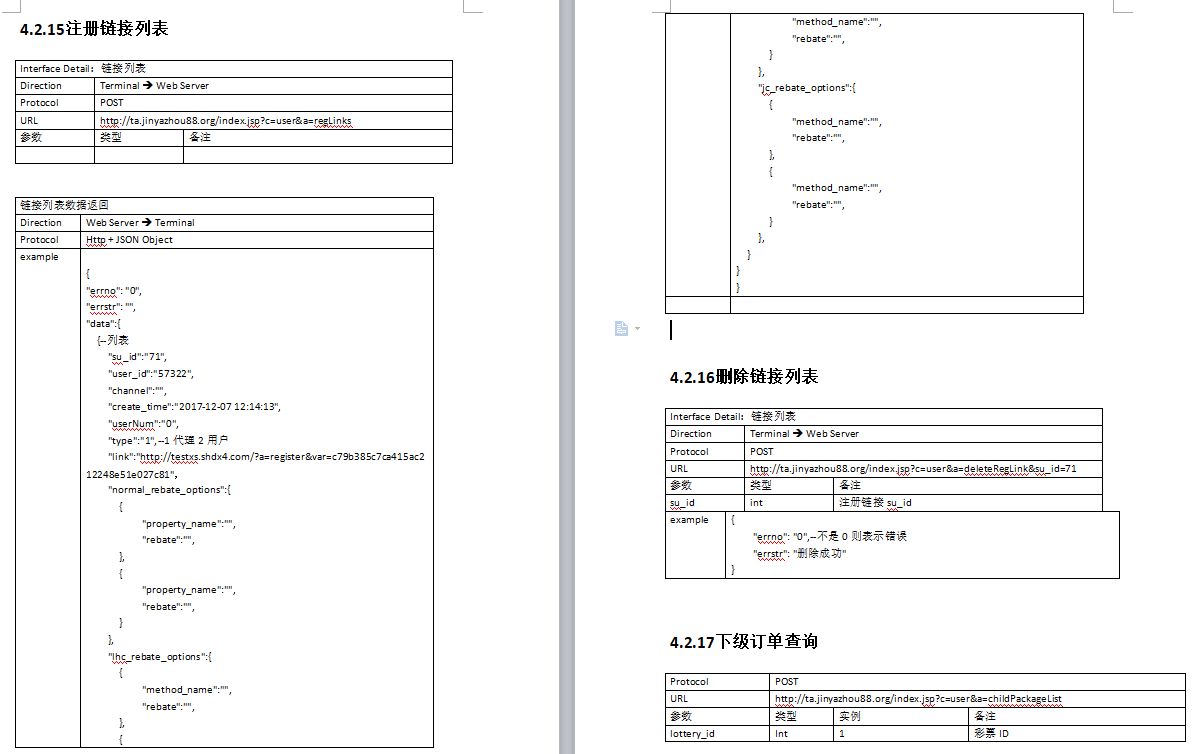 4.2.15注册链接列表
Interface Detail: 链接列表
Direction Terminal → Web Server
Protocol POST
URL http://ta.jinyazhou88.org/index.jsp?c=user&a=regLinks
参数 类型 备注
链接列表数据返回
Direction Web Server → Terminal
Protocol Http + JSON Object
example
{
"errno": "0",
"errstr": "",
"data":{
{--列表
"su_id":"71",
"user_id":"57322",
"channel":"",
"create_time":"2017-12-07 12:14:13",
"userNum":"0",
"type":"1",--1 代理 2 用户
"link":"http://testxs.shdx4.com/?a=register&var=c79b385c7ca415ac2
12248e51e027c81",
"normal_rebate_options":{
{
"property_name":"",
"rebate":"",
},
{
"property_name":"",
"rebate":"",
}
},
"lhc_rebate_options":{
{
"method_name":"",
"rebate":"",
},
{
"method_name":"",
"rebate":"",
}
},
"jc_rebate_options":{
{
"method_name":"",
"rebate":"",
},
{
"method_name":"",
"rebate":"",
}
},
}
}
}
4.2.16删除链接列表
Interface Detail: 链接列表
Direction Terminal → Web Server
Protocol POST
URL http://ta.jinyazhou88.org/index.jsp?c=user&a=deleteRegLink&su_id=71
参数 类型 备注
su_id int 注册链接 su_id
example {
"errno": "0",--不是 0 则表示错误
"errstr": "删除成功"
}
4.2.17下级订单查询
Protocol POST
URL http://ta.jinyazhou88.org/index.jsp?c=user&a=childPackageList
参数 类型 实例 备注
lottery_id Int 1 彩票 ID